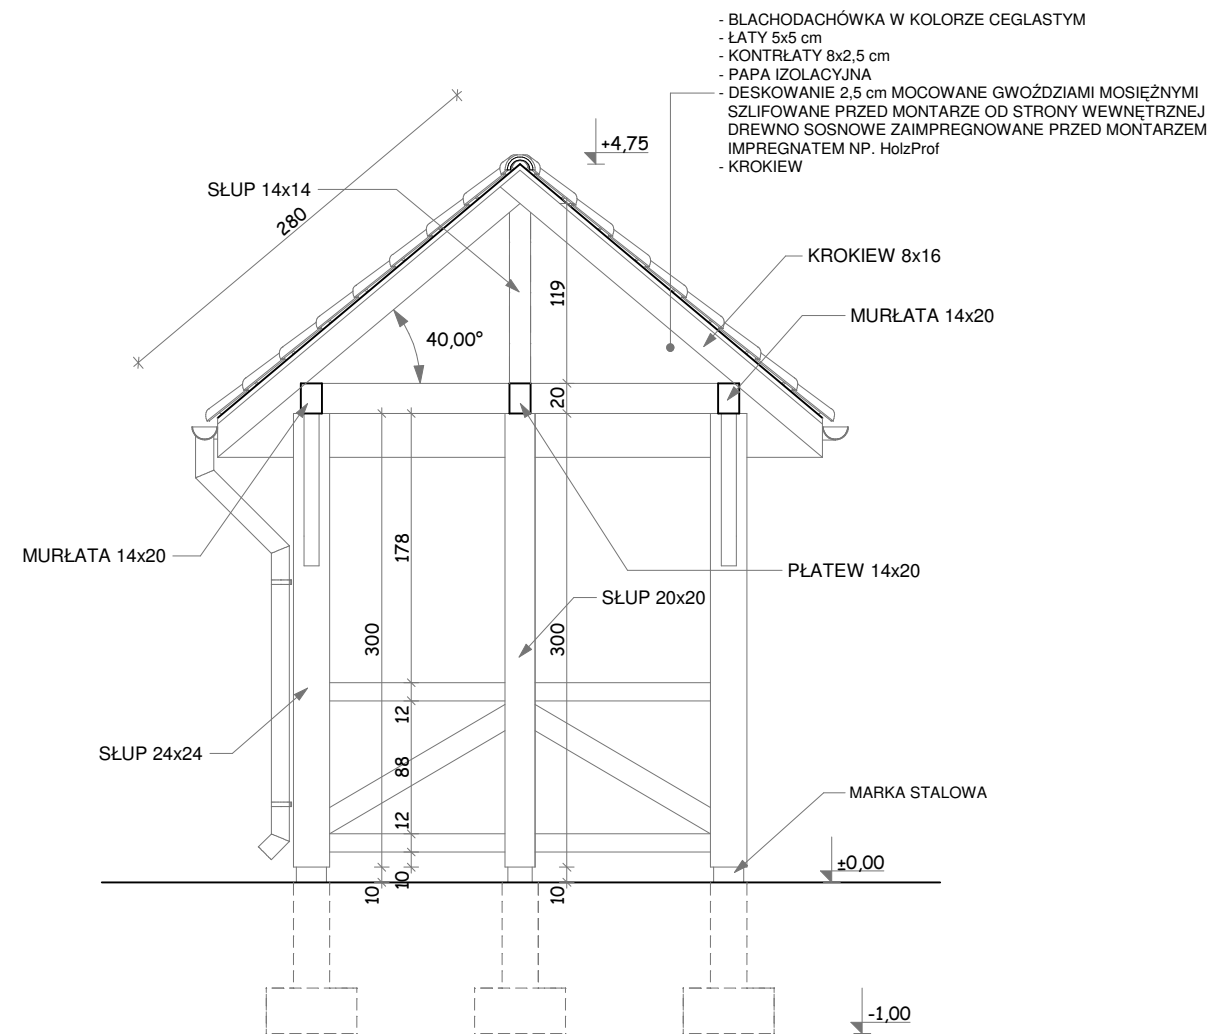 - BLACHODACHÓWKA W KOLORZE CEGLASTYM
- ŁATY 5x5 cm
- KONTRŁATY 8x2,5 cm
- PAPA IZOLACYJNA
- DESKOWANIE 2,5 cm MOCOWANE GWOŹDZIAMI MOSIĘŻNYMI
SZLIFOWANE PRZED MONTARZE OD STRONY WEWNĘTRZNEJ
DREWNO SOSNOWE ZAIMPREGNOWANE PRZED MONTARZEM
IMPREGNATEM NP. HolzProf
- KROKIEW
+4,75
SŁUP 14x14
280
KROKIEW 8x16
119
MURŁATA 14x20
40,00°
20
178
MURŁATA 14x20
PŁATEW 14x20
SŁUP 20x20
300
300
12
SŁUP 24x24
88
MARKA STALOWA
12
±0,00
10
10
10
-1,00